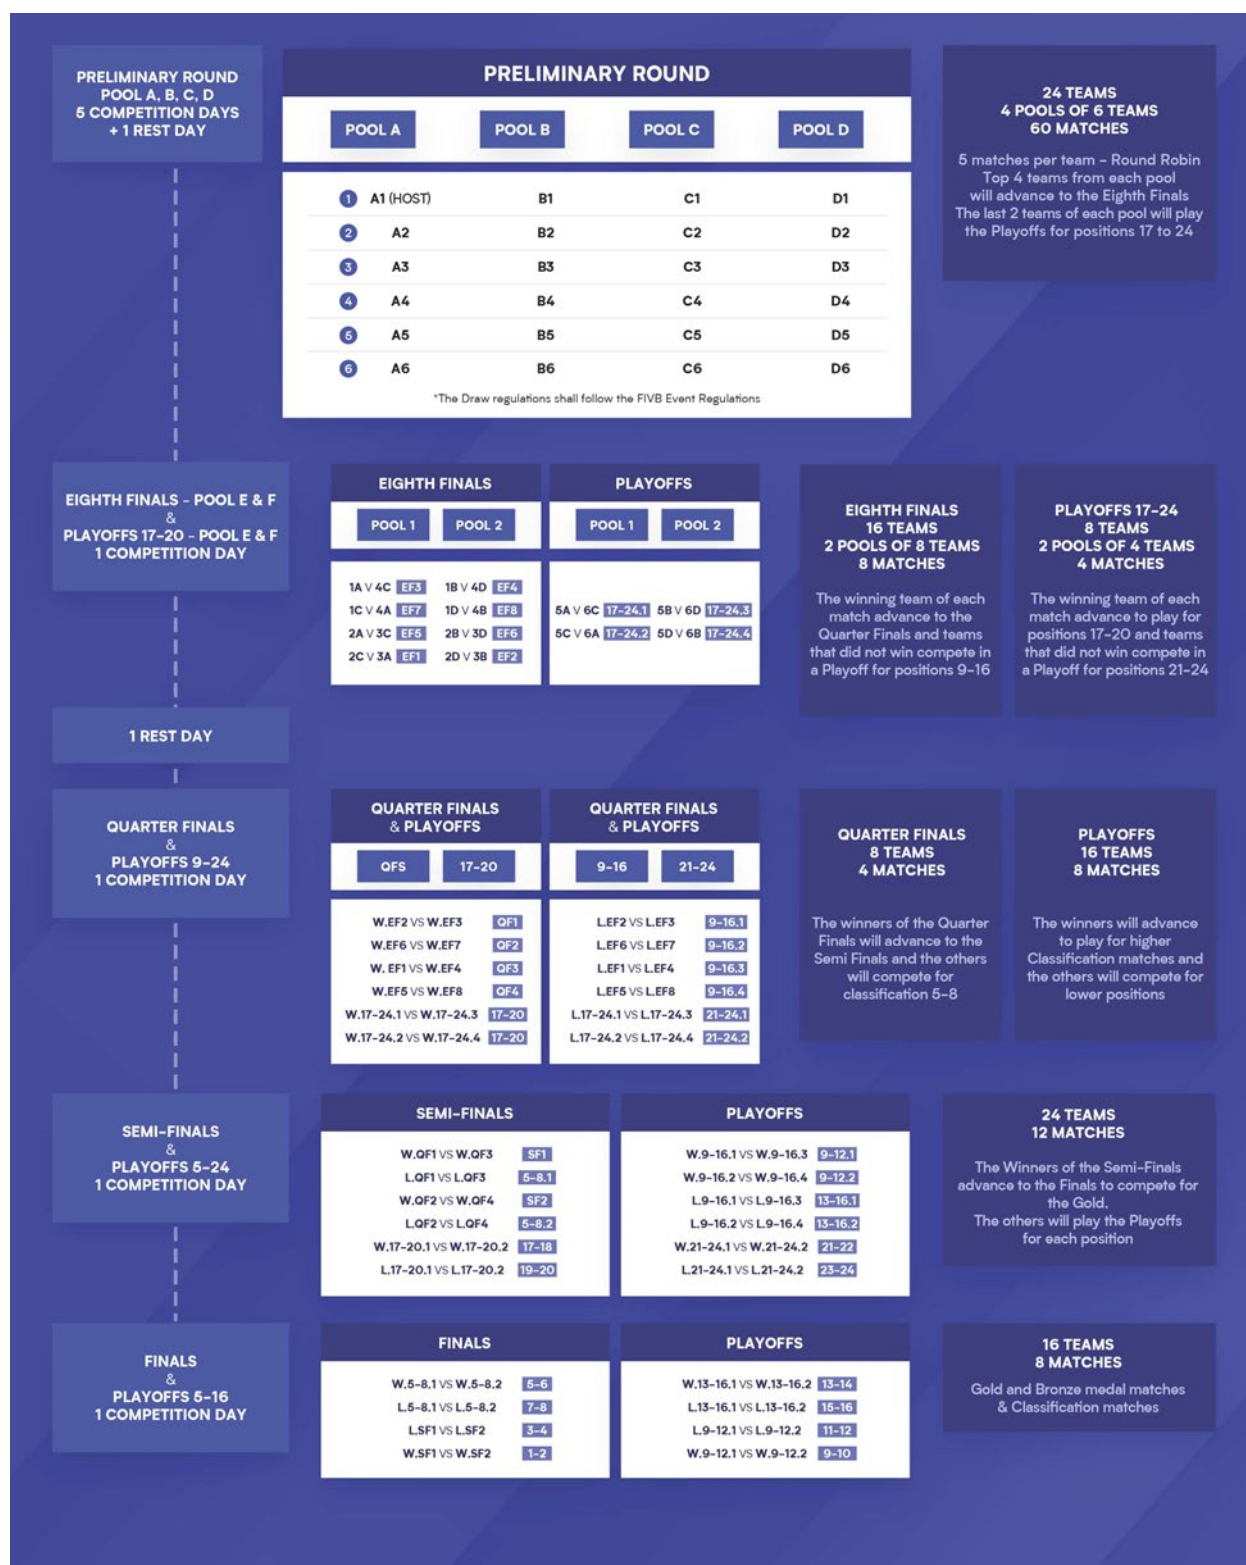 PRELIMINARY ROUND
POOL A, B, C, D
5 COMPETITION DAYS
+ 1 REST DAY
PRELIMINARY ROUND
POOL A POOL B POOL C POOL D
1 A1 (HOST) B1 C1 D1
2 A2 B2 C2 D2
3 A3 B3 C3 D3
4 A4 B4 C4 D4
5 A5 B5 C5 D5
6 A6 B6 C6 D6
*The Draw regulations shall follow the FIVB Event Regulations
24 TEAMS
4 POOLS OF 6 TEAMS
60 MATCHES
5 matches per team - Round Robin
Top 4 teams from each pool
will advance to the Eighth Finals
The last 2 teams of each pool will play
the Playoffs for positions 17 to 24
EIGHTH FINALS - POOL E & F
&
PLAYOFFS 17-20 - POOL E & F
1 COMPETITION DAY
EIGHTH FINALS
POOL 1 POOL 2
1A V 4C EF3 1B V 4D EF4
1C V 4A EF7 1D V 4B EF8
2A V 3C EF5 2B V 3D EF6
2C V 3A EF1 2D V 3B EF2
PLAYOFFS
POOL 1 POOL 2
5A V 6C 17-24.1 5B V 6D 17-24.3
5C V 6A 17-24.2 5D V 6B 17-24.4
EIGHTH FINALS
16 TEAMS
2 POOLS OF 8 TEAMS
8 MATCHES
The winning team of each
match advance to the
Quarter Finals and teams
that did not win compete in
a Playoff for positions 9-16
PLAYOFFS 17-24
8 TEAMS
2 POOLS OF 4 TEAMS
4 MATCHES
The winning team of each
match advance to play for
positions 17-20 and teams
that did not win compete in
a Playoff for positions 21-24
1 REST DAY
QUARTER FINALS
&
PLAYOFFS 9-24
1 COMPETITION DAY
QUARTER FINALS
& PLAYOFFS
QFS 17-20
W.EF2 VS W.EF3 QF1
W.EF6 VS W.EF7 QF2
W. EF1 VS W.EF4 QF3
W.EF5 VS W.EF8 QF4
W.17-24.1 VS W.17-24.3 17-20
W.17-24.2 VS W.17-24.4 17-20
QUARTER FINALS
& PLAYOFFS
9-16 21-24
L.EF2 VS L.EF3 9-16.1
L.EF6 VS L.EF7 9-16.2
L.EF1 VS L.EF4 9-16.3
L.EF5 VS L.EF8 9-16.4
L.17-24.1 VS L.17-24.3 21-24.1
L.17-24.2 VS L.17-24.4 21-24.2
QUARTER FINALS
8 TEAMS
4 MATCHES
The winners of the Quarter
Finals will advance to the
Semi Finals and the others
will compete for
classification 5-8
PLAYOFFS
16 TEAMS
8 MATCHES
The winners will advance
to play for higher
Classification matches and
the others will compete for
lower positions
SEMI-FINALS
&
PLAYOFFS 5-24
1 COMPETITION DAY
SEMI-FINALS
W.QF1 VS W.QF3 SF1
L.QF1 VS L.QF3 5-8.1
W.QF2 VS W.QF4 SF2
L.QF2 VS L.QF4 5-8.2
W.17-20.1 VS W.17-20.2 17-18
L.17-20.1 VS L.17-20.2 19-20
PLAYOFFS
W.9-16.1 VS W.9-16.3 9-12.1
W.9-16.2 VS W.9-16.4 9-12.2
L.9-16.1 VS L.9-16.3 13-16.1
L.9-16.2 VS L.9-16.4 13-16.2
W.21-24.1 VS W.21-24.2 21-22
L.21-24.1 VS L.21-24.2 23-24
24 TEAMS
12 MATCHES
The Winners of the Semi-Finals
advance to the Finals to compete for
the Gold.
The others will play the Playoffs
for each position
FINALS
&
PLAYOFFS 5-16
1 COMPETITION DAY
FINALS
W.5-8.1 VS W.5-8.2 5-6
L.5-8.1 VS L.5-8.2 7-8
L.SF1 VS L.SF2 3-4
W.SF1 VS W.SF2 1-2
PLAYOFFS
W.13-16.1 VS W.13-16.2 13-14
L.13-16.1 VS L.13-16.2 15-16
L.9-12.1 VS L.9-12.2 11-12
W.9-12.1 VS W.9-12.2 9-10
16 TEAMS
8 MATCHES
Gold and Bronze medal matches
& Classification matches